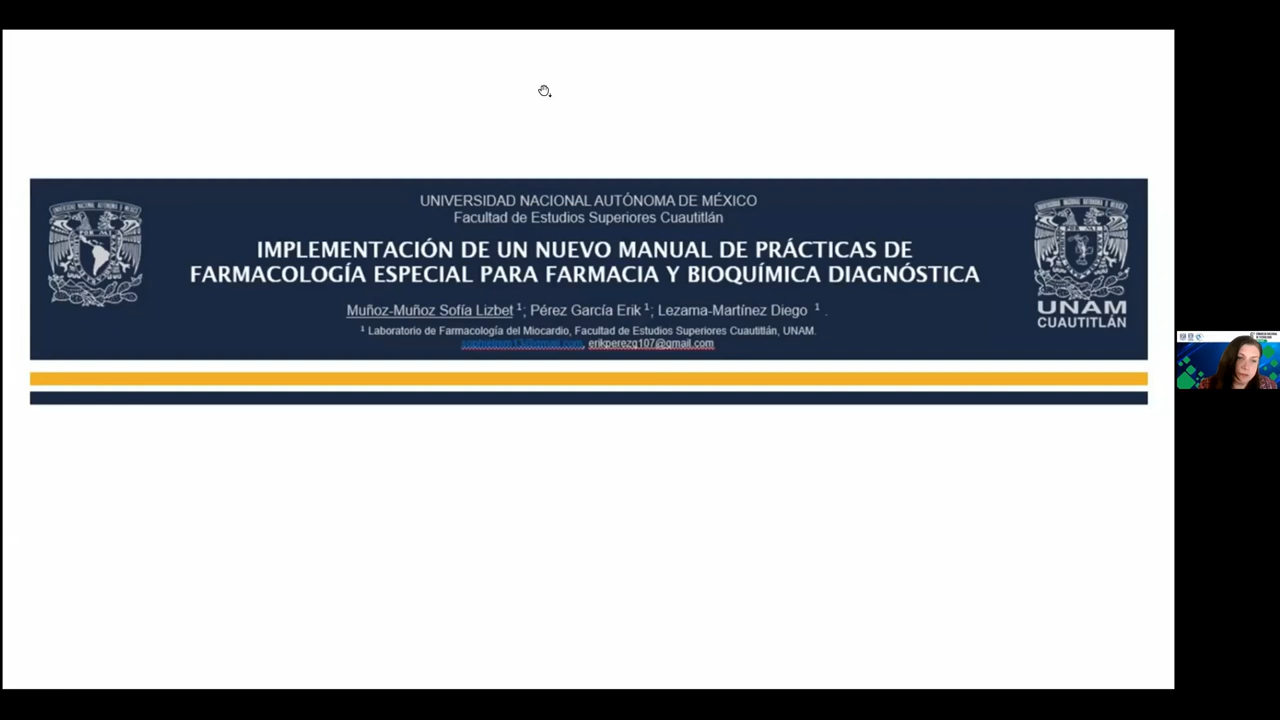 UNIVERSIDAD NACIONAL AUTÓNOMA DE MÉXICO
Facultad de Estudios Superiores Cuautitlán
IMPLEMENTACIÓN DE UN NUEVO MANUAL DE PRÁCTICAS DE
FARMACOLOGÍA ESPECIAL PARA FARMACIA Y BIOQUÍMICA DIAGNÓSTICA
Muñoz-Muñoz Sofía Lizbet ¹; Pérez García Erik ¹; Lezama-Martínez Diego ¹ .
¹ Laboratorio de Farmacología del Miocardio, Facultad de Estudios Superiores Cuautitlán, UNAM.
erikperezg107@gmail.com
UNAM
CUAUTITLÁN